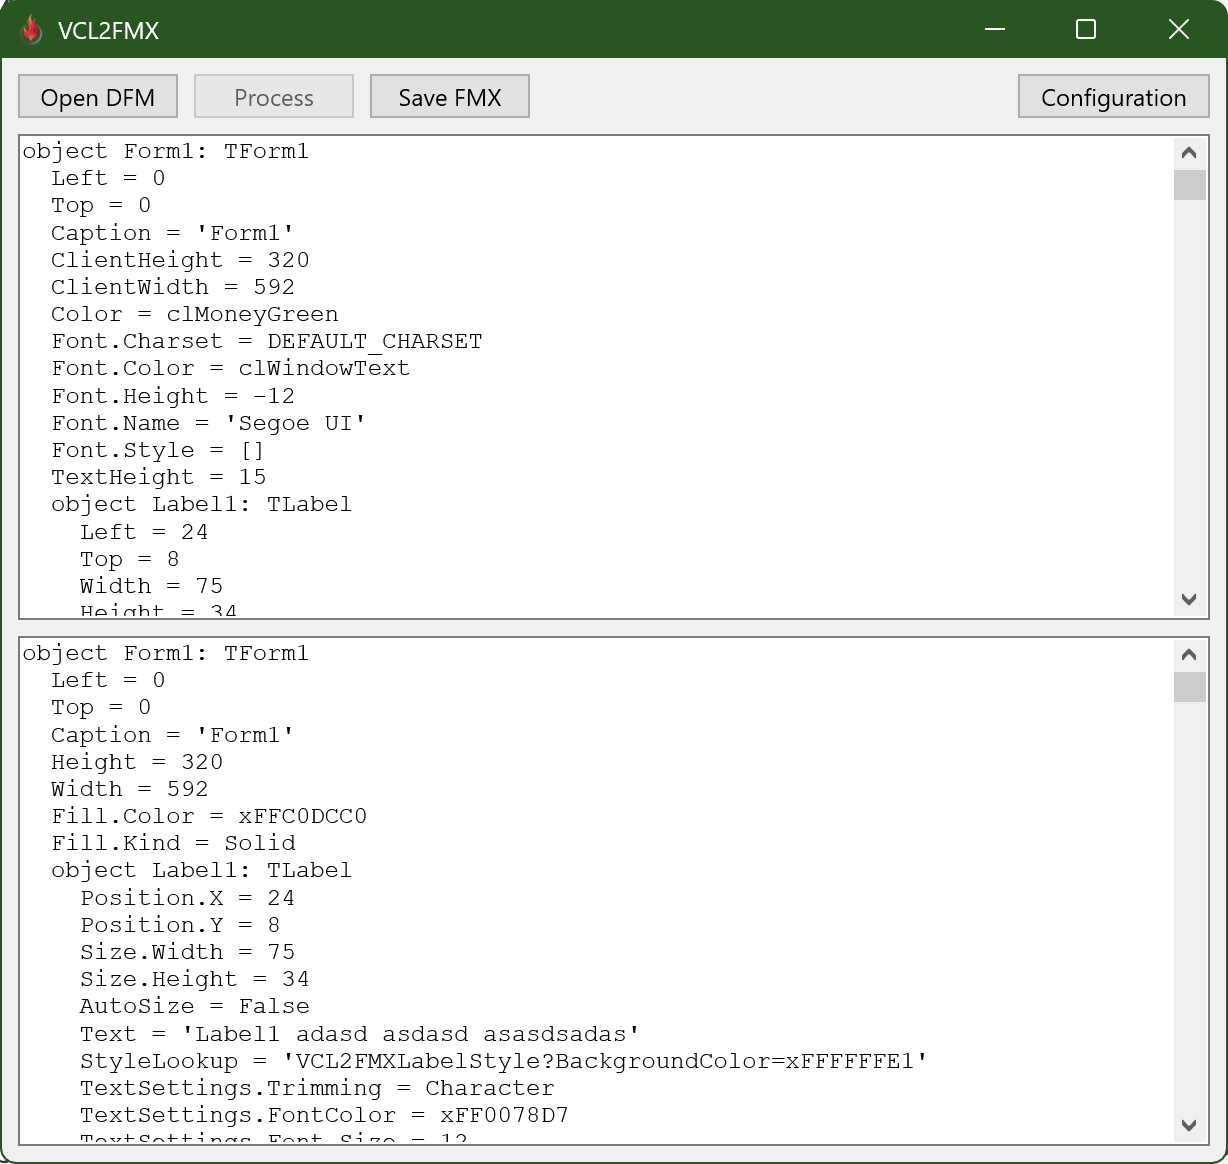 VCL2FMX
Open DFM Process Save FMX Configuration
object Form1: TForm1
  Left = 0
  Top = 0
  Caption = 'Form1'
  ClientHeight = 320
  ClientWidth = 592
  Color = clMoneyGreen
  Font.Charset = DEFAULT_CHARSET
  Font.Color = clWindowText
  Font.Height = -12
  Font.Name = 'Segoe UI'
  Font.Style = []
  TextHeight = 15
  object Label1: TLabel
    Left = 24
    Top = 8
    Width = 75
    Height = 34
object Form1: TForm1
  Left = 0
  Top = 0
  Caption = 'Form1'
  Height = 320
  Width = 592
  Fill.Color = xFFC0DCC0
  Fill.Kind = Solid
  object Label1: TLabel
    Position.X = 24
    Position.Y = 8
    Size.Width = 75
    Size.Height = 34
    AutoSize = False
    Text = 'Label1 adasd asdasd asasdsadas'
    StyleLookup = 'VCL2FMXLabelStyle?BackgroundColor=xFFFFFFE1'
    TextSettings.Trimming = Character
    TextSettings.FontColor = xFF0078D7
    TextSettings.Font.Size = 12